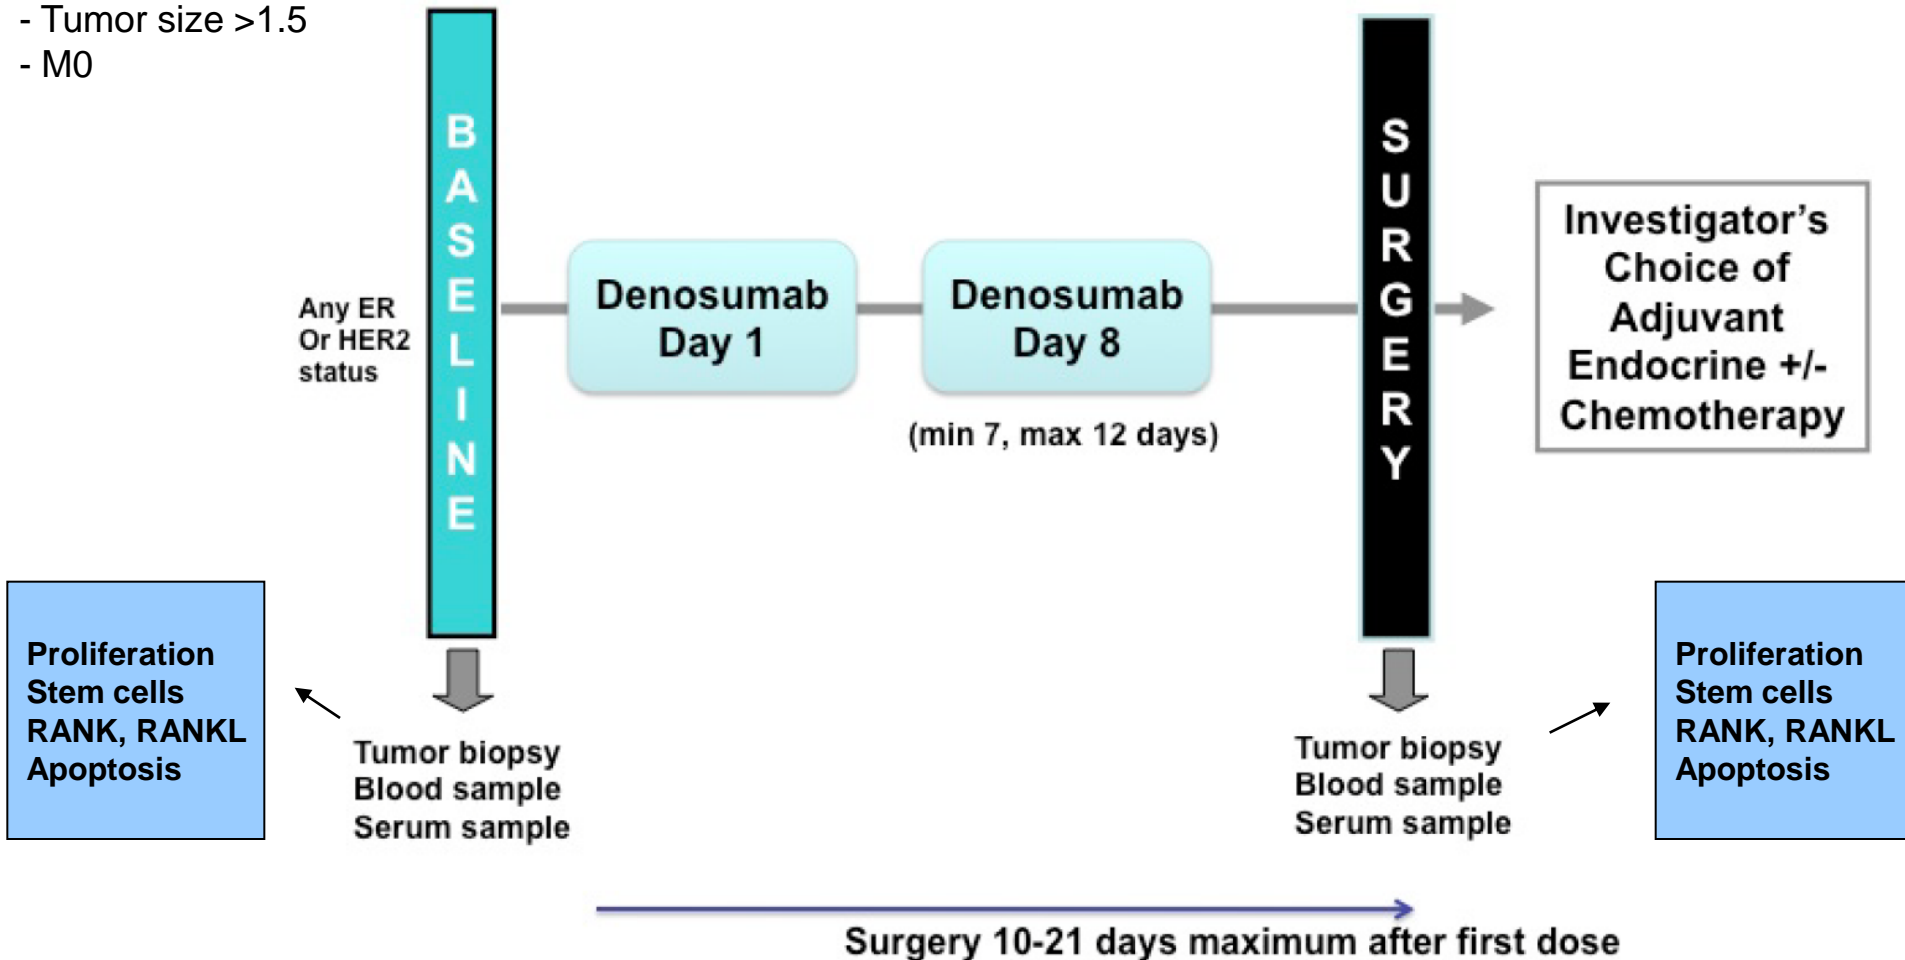 - Tumor size >1.5
- M0
BASELINE
Any ER
Or HER2
status
Denosumab
Day 1
Denosumab
Day 8
(min 7, max 12 days)
SURGERY
Investigator’s
Choice of
Adjuvant
Endocrine +/-
Chemotherapy
Proliferation
Stem cells
RANK, RANKL
Apoptosis
Tumor biopsy
Blood sample
Serum sample
Tumor biopsy
Blood sample
Serum sample
Proliferation
Stem cells
RANK, RANKL
Apoptosis
Surgery 10-21 days maximum after first dose